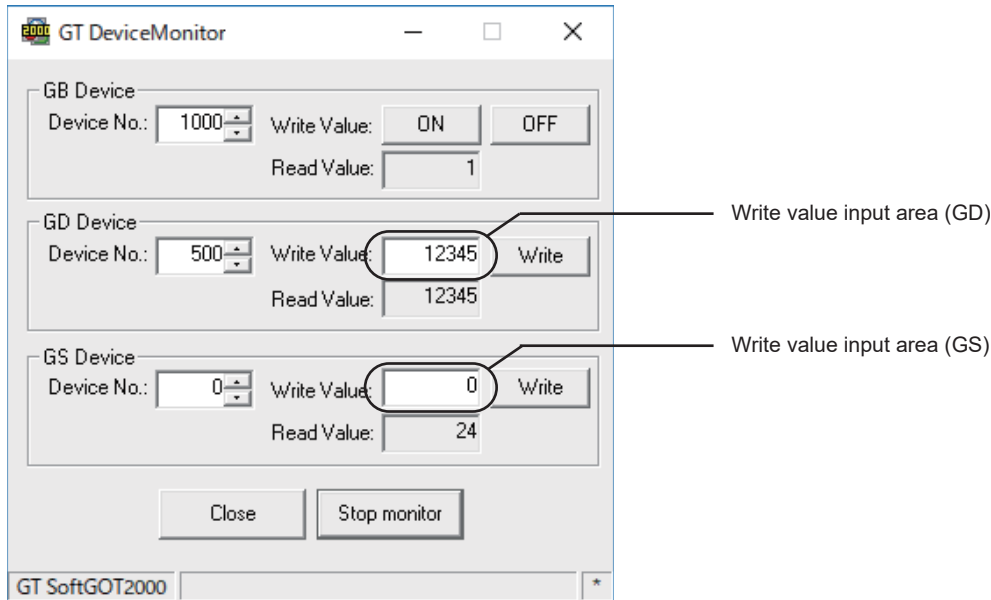 2000 GT DeviceMonitor
GB Device
Device No.: 1000 Write Value: ON OFF
Read Value: 1
GD Device
Write value input area (GD)
Device No.: 500 Write Value: 12345 Write
Read Value: 12345
GS Device
Write value input area (GS)
Device No.: 0 Write Value: 0 Write
Read Value: 24
Close Stop monitor
GT SoftGOT2000 *